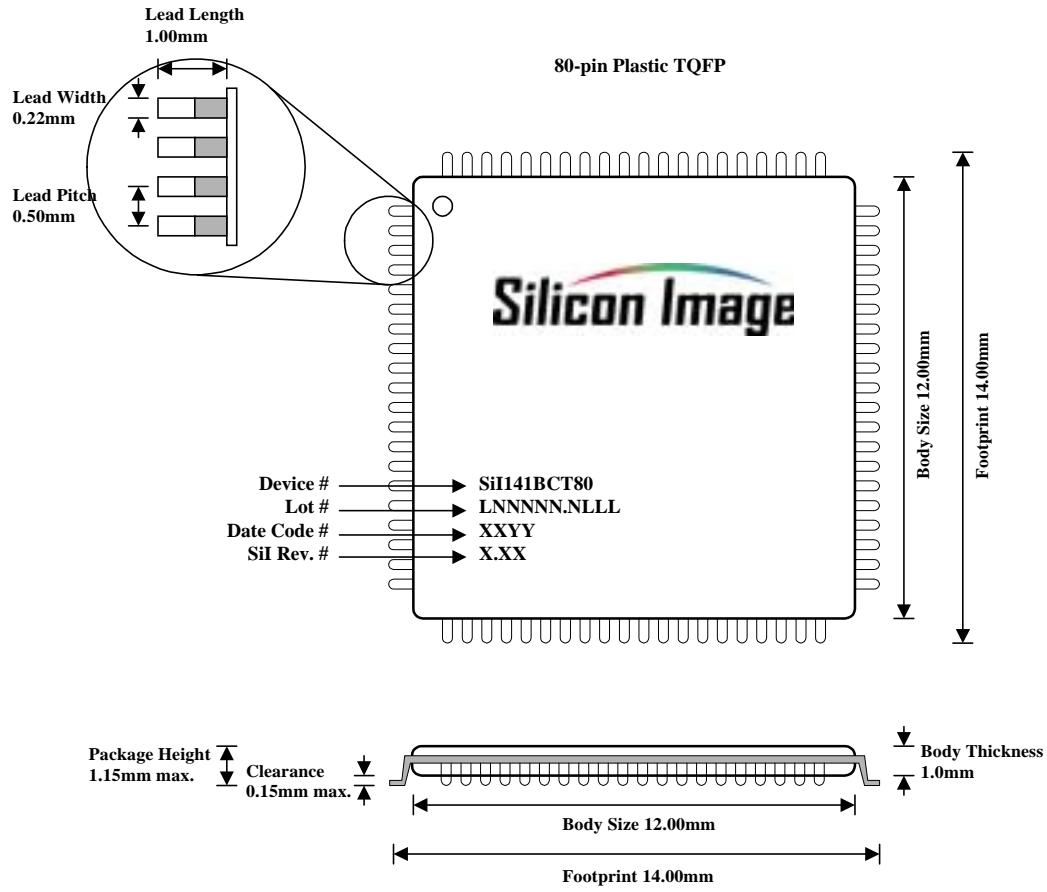 Lead Length
1.00mm
80-pin Plastic TQFP
Lead Width
0.22mm
Lead Pitch
0.50mm
Silicon Image
Body Size 12.00mm
Footprint 14.00mm
Device # SiI141BCT80
Lot # LNNNNN.NLLL
Date Code # XXYY
SiI Rev. # X.XX
Package Height
1.15mm max.
Clearance
0.15mm max.
Body Thickness
1.0mm
Body Size 12.00mm
Footprint 14.00mm